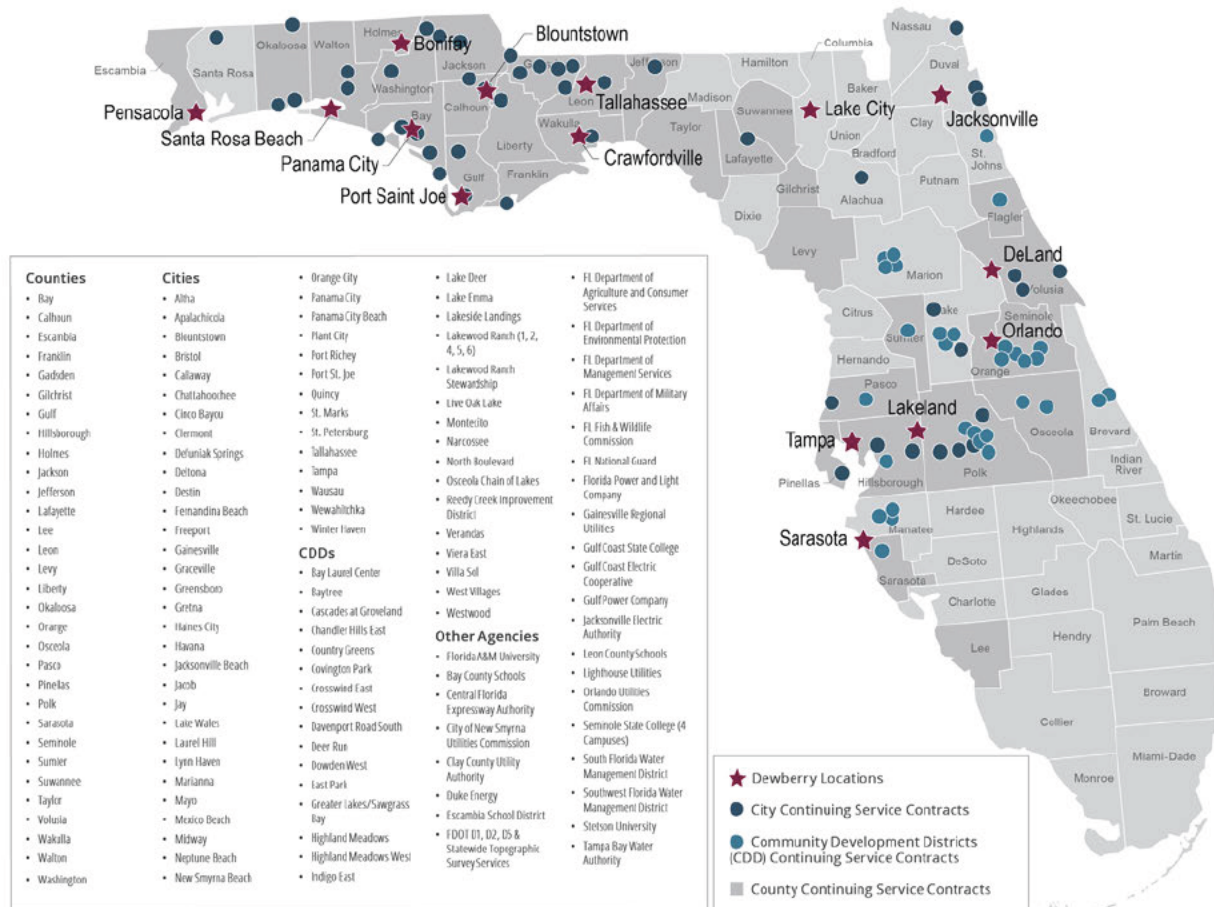 Nassau
Holmes
Blountstown
Okaloosa
Walton
Bonifay
Jackson
Columbia
Hamilton
Duval
Escambia
Santa Rosa
Washington
Madison
Baker
Leon
Suwannee
Pensacola
Calhoun
Tallahassee
Lake City
Jacksonville
Santa Rosa Beach
Bay
Wakulla
Taylor
Union
Clay
Panama City
Liberty
Crawfordville
Lafayette
Bradford
St. Johns
Port Saint Joe
Gulf
Franklin
Gilchrist
Alachua
Putnam
Dixie
Flagler
Levy
Marion
DeLand
Volusia
Citrus
Lake
Seminole
Sumter
Orlando
Hernando
Orange
Pasco
Lakeland
Osceola
Brevard
Tampa
Indian River
Pinellas
Hillsborough
Polk
Okeechobee
Hardee
Manatee
Highlands
St. Lucie
Sarasota
DeSoto
Martin
Sarasota
Charlotte
Glades
Lee
Hendry
Palm Beach
Broward
Collier
Miami-Dade
Monroe
Counties
• Bay
• Calhoun
• Escambia
• Franklin
• Gadsden
• Gilchrist
• Gulf
• Hillsborough
• Holmes
• Jackson
• Jefferson
• Lafayette
• Lee
• Leon
• Levy
• Liberty
• Okaloosa
• Orange
• Osceola
• Pasco
• Pinellas
• Polk
• Sarasota
• Seminole
• Sumter
• Suwannee
• Taylor
• Volusia
• Wakulla
• Walton
• Washington
Cities
• Altha
• Apalachicola
• Blountstown
• Bristol
• Callaway
• Chattahoochee
• Cinco Bayou
• Clermont
• Defuniak Springs
• Deltona
• Destin
• Fernandina Beach
• Freeport
• Gainesville
• Graceville
• Greensboro
• Gretna
• Haines City
• Havana
• Jacksonville Beach
• Jacob
• Jay
• Lake Wales
• Laurel Hill
• Lynn Haven
• Marianna
• Mayo
• Mexico Beach
• Midway
• Neptune Beach
• New Smyrna Beach
• Orange City
• Panama City
• Panama City Beach
• Plant City
• Port Richey
• Port St. Joe
• Quincy
• St. Marks
• St. Petersburg
• Tallahassee
• Tampa
• Wausau
• Wewahitchka
• Winter Haven
CDDs
• Bay Laurel Center
• Baytree
• Cascades at Groveland
• Chandler Hills East
• Country Greens
• Covington Park
• Crosswind East
• Crosswind West
• Davenport Road South
• Deer Run
• Dowden West
• East Park
• Greater Lakes/Sawgrass
Bay
• Highland Meadows
• Highland Meadows West
• Indigo East
• Lake Deer
• Lake Emma
• Lakeside Landings
• Lakewood Ranch (1, 2,
4, 5, 6)
• Lakewood Ranch
Stewardship
• Live Oak Lake
• Montecito
• Narcossee
• North Boulevard
• Osceola Chain of Lakes
• Reedy Creek Improvement
District
• Verandas
• Viera East
• Villa Sol
• West Villages
• Westwood
Other Agencies
• Florida A&M University
• Bay County Schools
• Central Florida
Expressway Authority
• City of New Smyrna
Utilities Commission
• Clay County Utility
Authority
• Duke Energy
• Escambia School District
• FDOT D1, D2, D5 &
Statewide Topographic
Survey Services
• FL Department of
Agriculture and Consumer
Services
• FL Department of
Environmental Protection
• FL Department of
Management Services
• FL Department of Military
Affairs
• FL Fish & Wildlife
Commission
• FL National Guard
• Florida Power and Light
Company
• Gainesville Regional
Utilities
• Gulf Coast State College
• Gulf Coast Electric
Cooperative
• Gulf Power Company
• Jacksonville Electric
Authority
• Leon County Schools
• Lighthouse Utilities
• Orlando Utilities
Commission
• Seminole State College (4
Campuses)
• South Florida Water
Management District
• Southwest Florida Water
Management District
• Stetson University
• Tampa Bay Water
Authority
Dewberry Locations
City Continuing Service Contracts
Community Development Districts
(CDD) Continuing Service Contracts
County Continuing Service Contracts